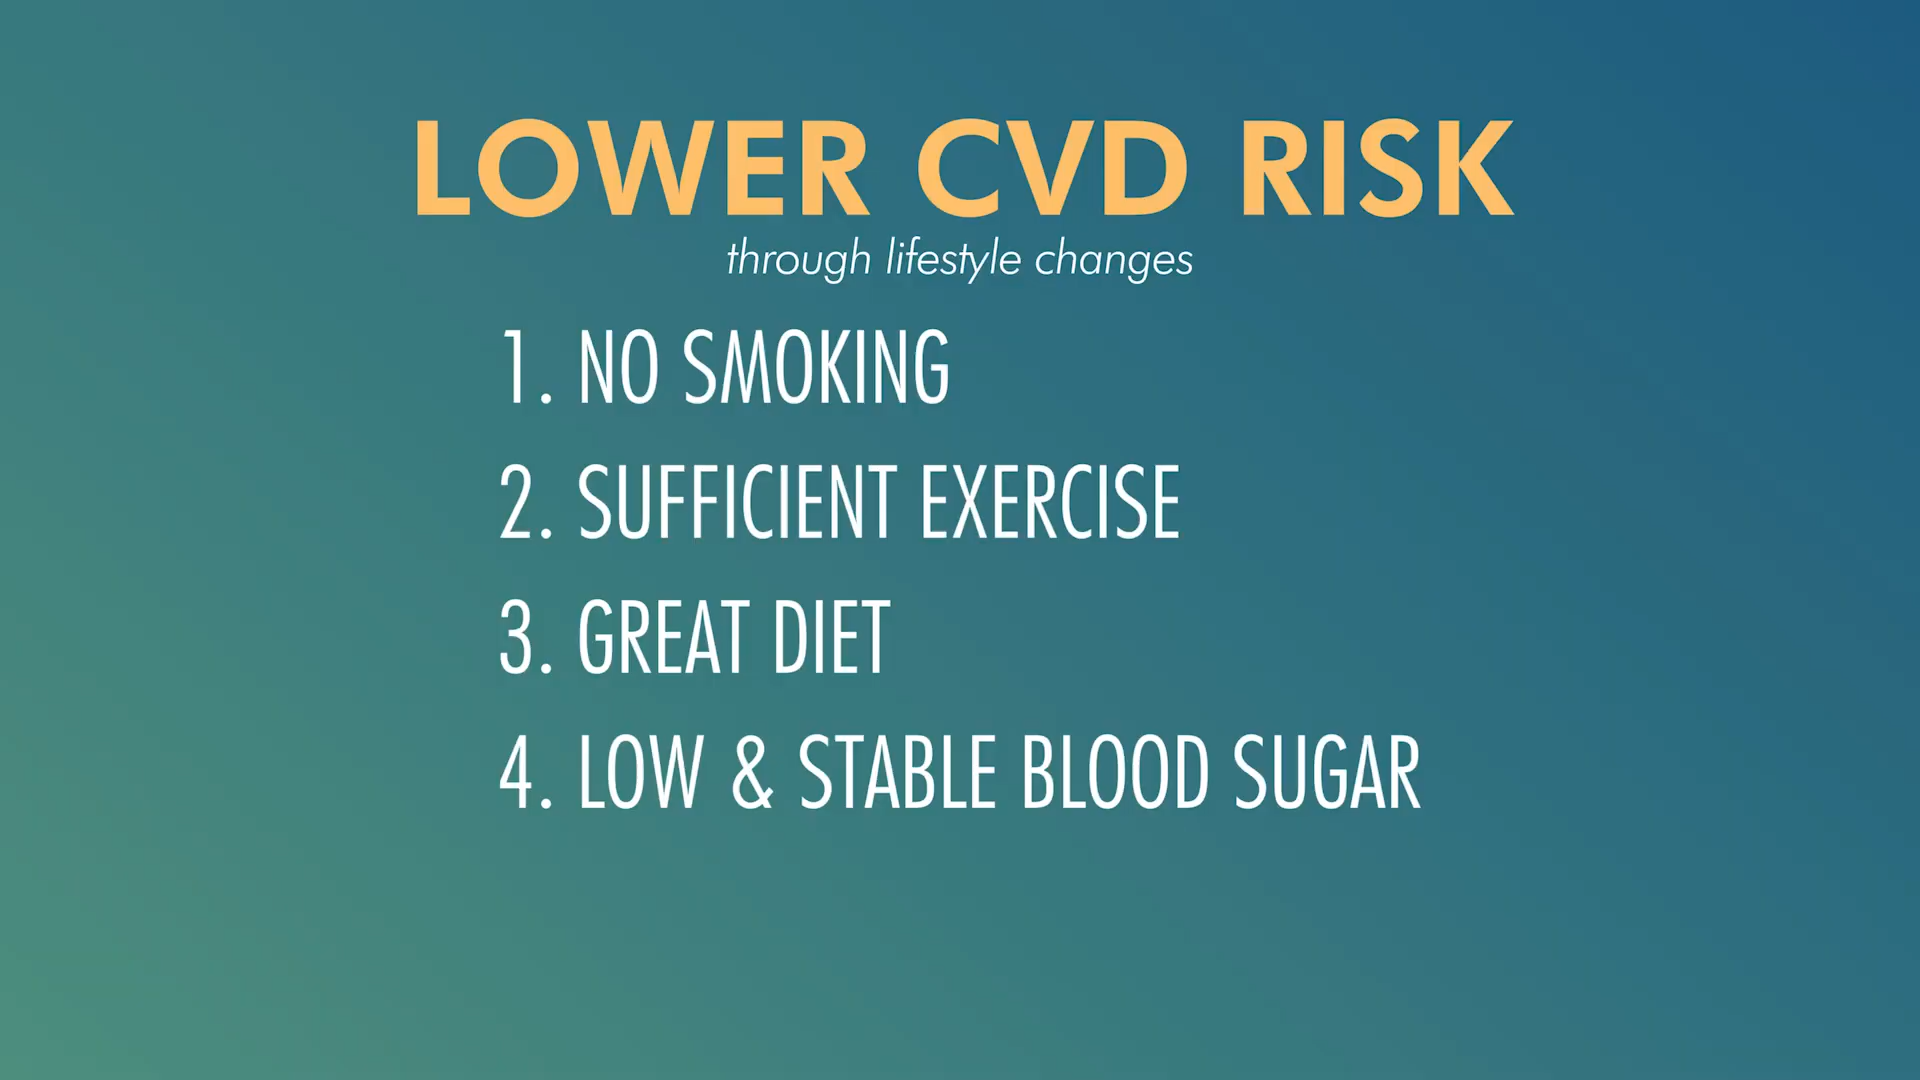 LOWER CVD RISK
through lifestyle changes
1. NO SMOKING
2. SUFFICIENT EXERCISE
3. GREAT DIET
4. LOW & STABLE BLOOD SUGAR